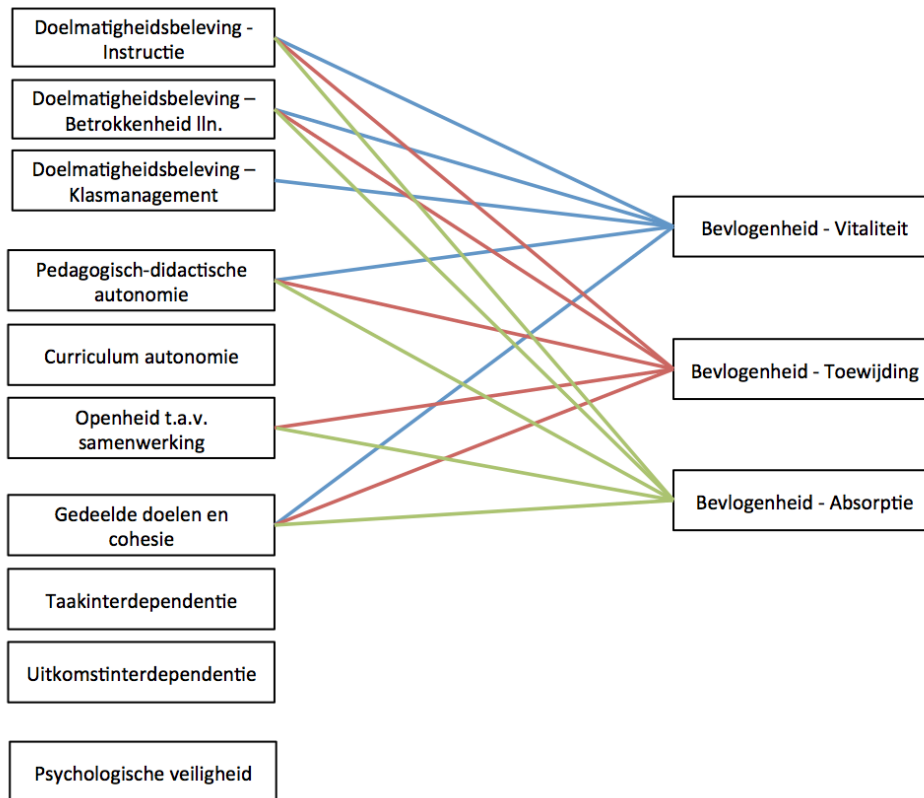 Doelmatigheidsbeleving -
Instructie
Doelmatigheidsbeleving –
Betrokkenheid lln.
Doelmatigheidsbeleving –
Klasmanagement
Pedagogisch-didactische
autonomie
Curriculum autonomie
Openheid t.a.v.
samenwerking
Gedeelde doelen en
cohesie
Taakinterdependentie
Uitkomstinterdependentie
Psychologische veiligheid
Bevlogenheid - Vitaliteit
Bevlogenheid - Toewijding
Bevlogenheid - Absorptie